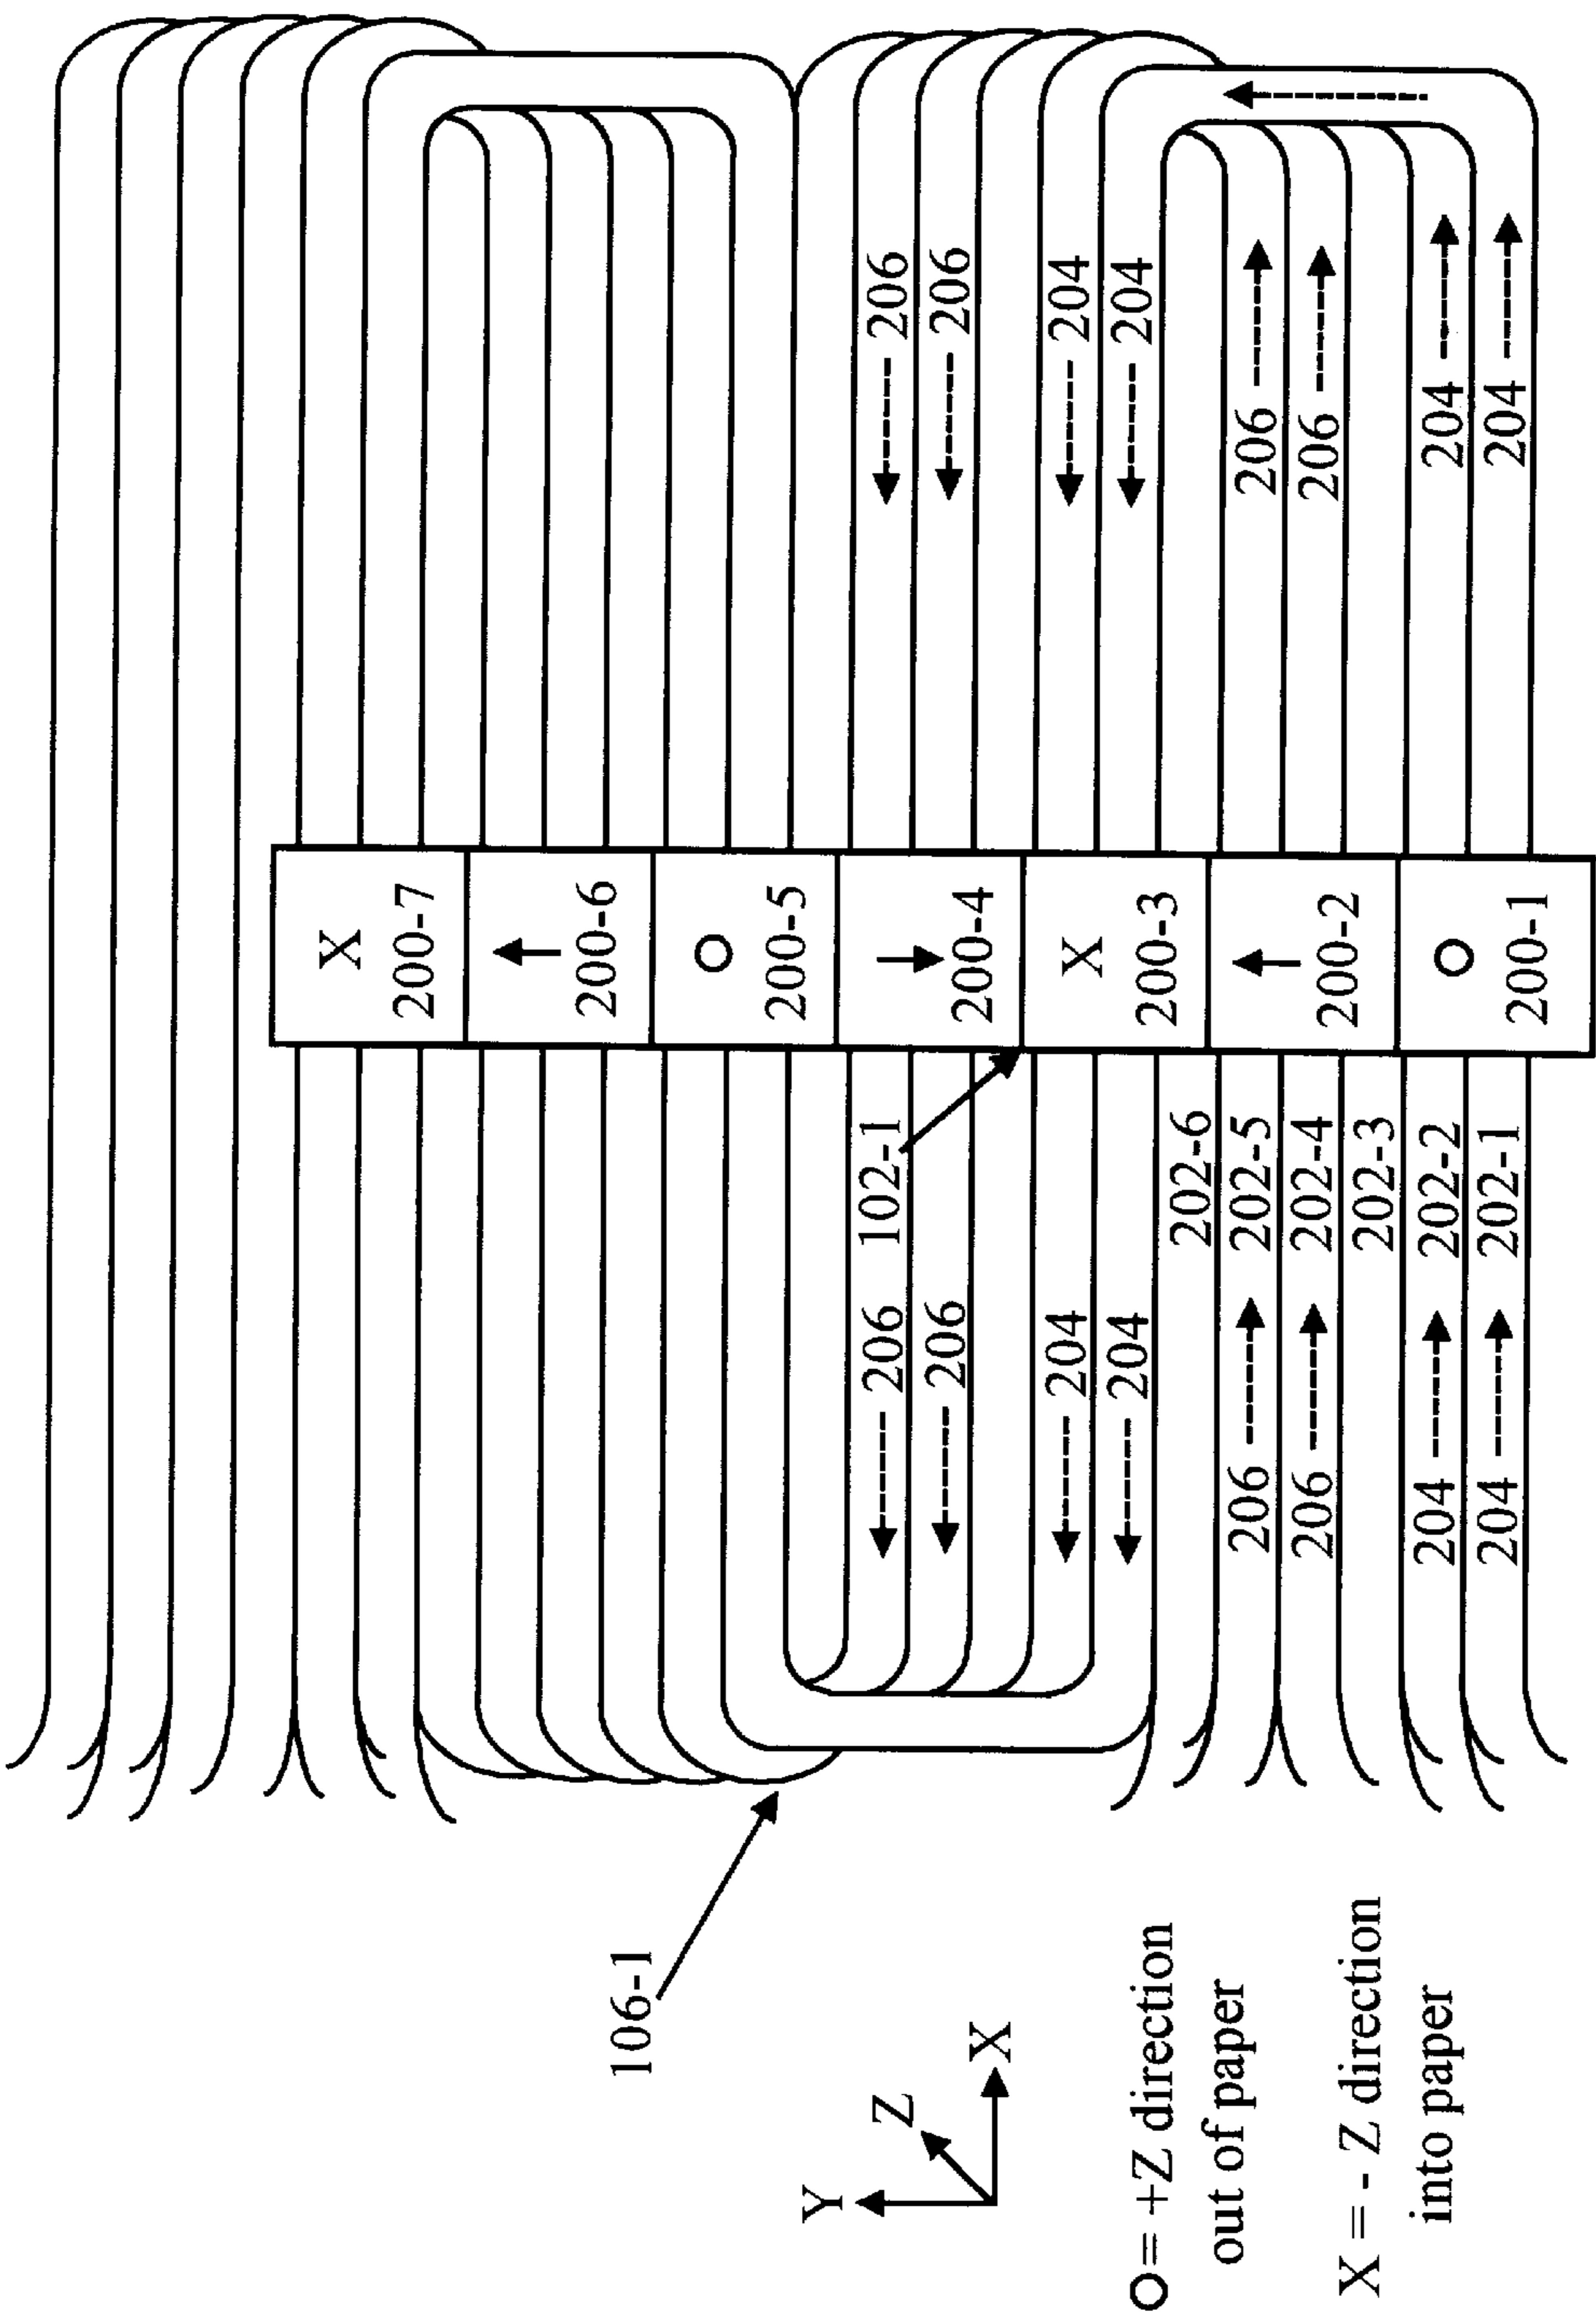 X
200-7
200-6
106-1
O
200-5
Y
Z
206 102-1 206
206 200-4 206
X
204 X 204
204 204
O= +Z direction
out of paper
200-3
202-6
206 202-5 206
206 202-4 206
200-2
X = - Z direction
into paper
202-3
204 202-2 204
O
204 202-1 204
200-1